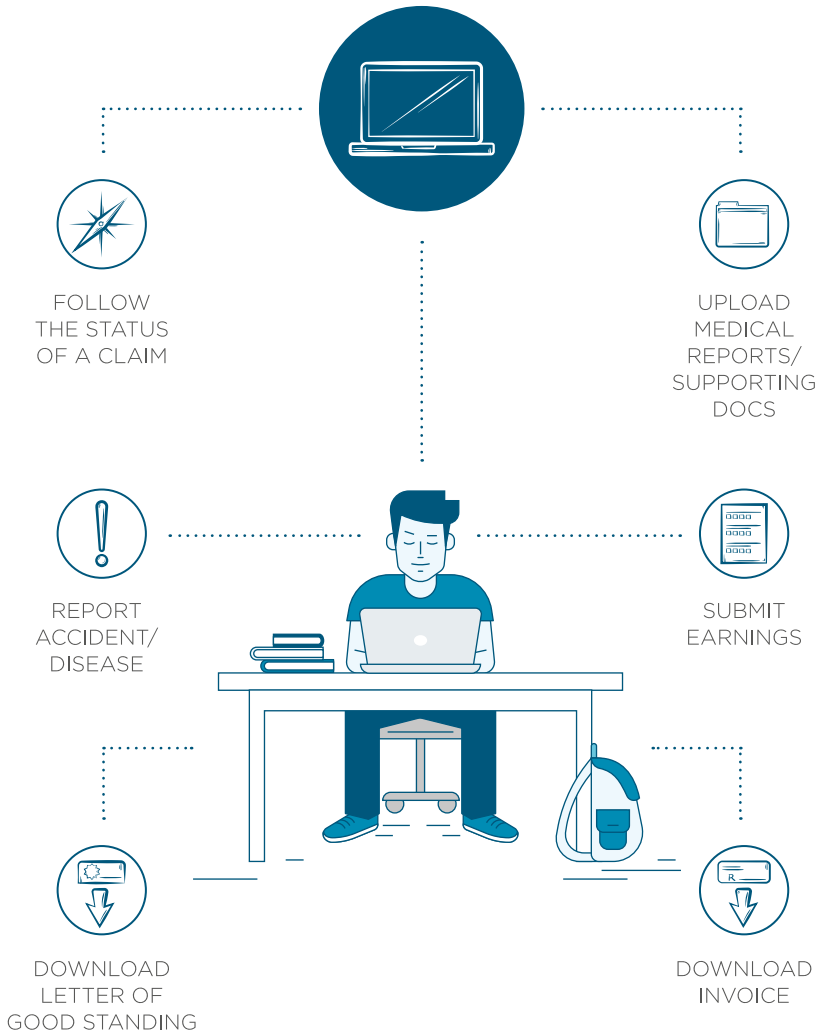 FOLLOW
THE STATUS
OF A CLAIM
UPLOAD
MEDICAL
REPORTS/
SUPPORTING
DOCS
REPORT
ACCIDENT/
DISEASE
SUBMIT
EARNINGS
DOWNLOAD
LETTER OF
GOOD STANDING
R
DOWNLOAD
INVOICE